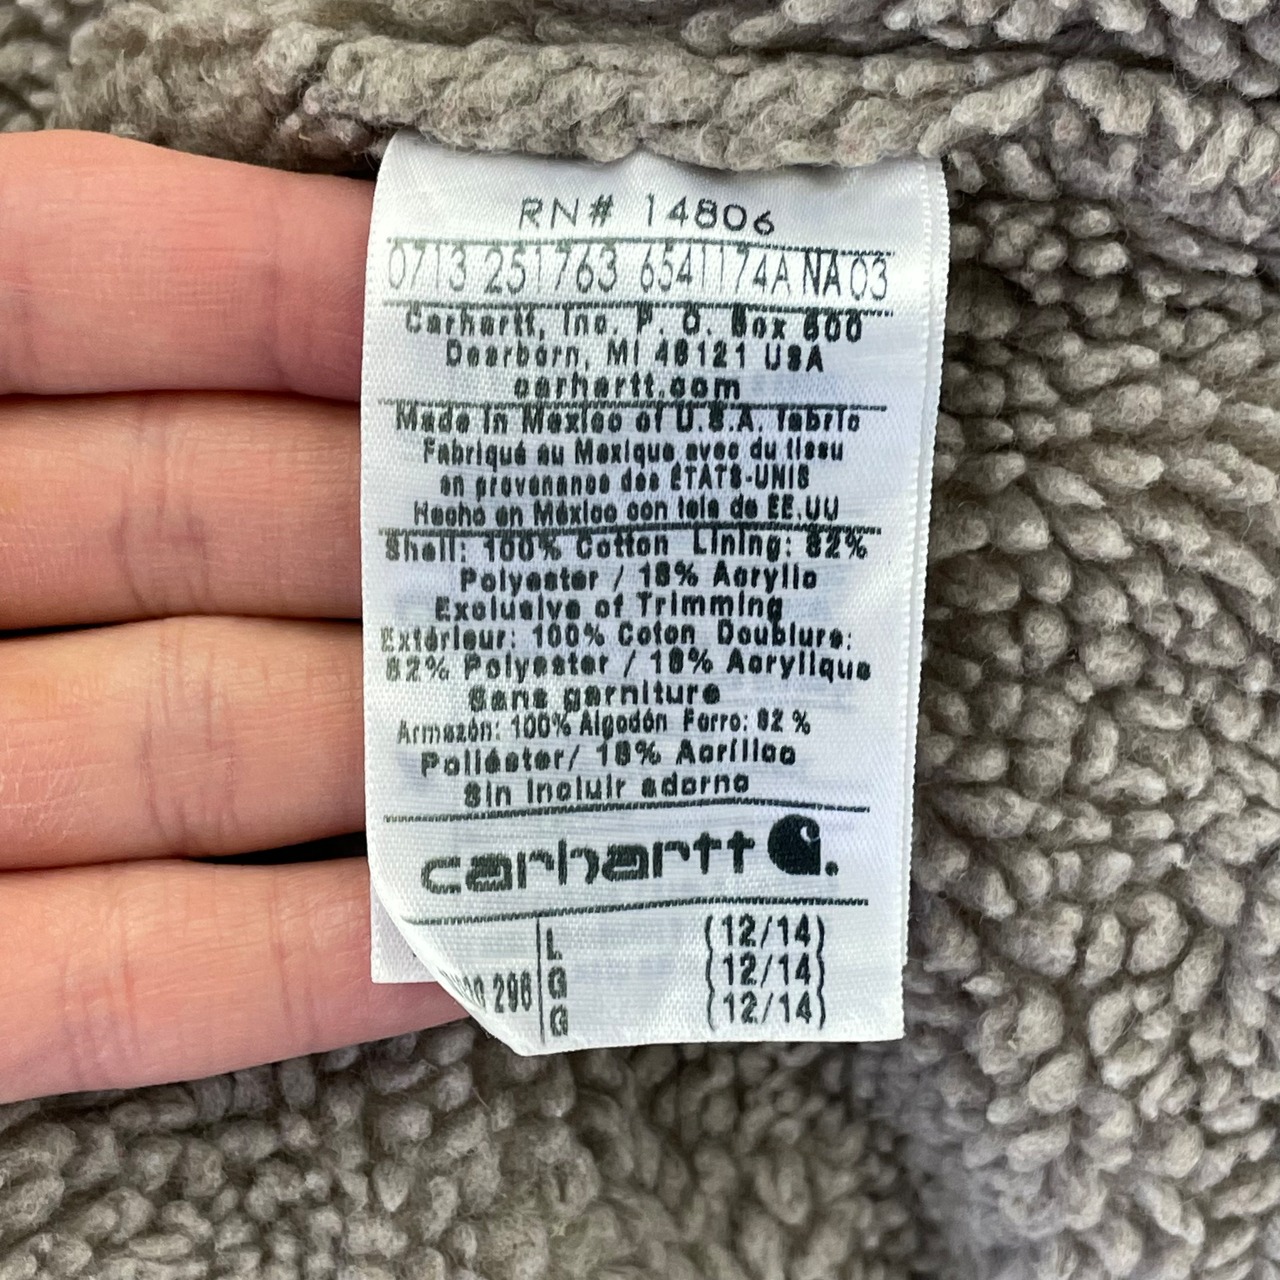 RN# 14806
0713 251763 6541174A NA 03
Carhartt, Inc. P. O. Box 600
Dearborn, MI 48121 USA
carhartt.com
Made in Mexico of U.S.A. fabric
Fabriqué au Mexique avec du tissu
en provenance des ÉTATS-UNIS
Hecho en México con tela de EE.UU
Shell: 100% Cotton Lining: 82%
Polyester / 18% Acrylic
Exclusive of Trimming
Extérieur: 100% Coton Doublure:
82% Polyester / 18% Acrylique
Sans garniture
Armazón: 100% Algodón Forro: 82 %
Poliéster/ 18% Acrílico
Sin incluir adorno
carhartt
L (12/14)
296 G (12/14)
G (12/14)